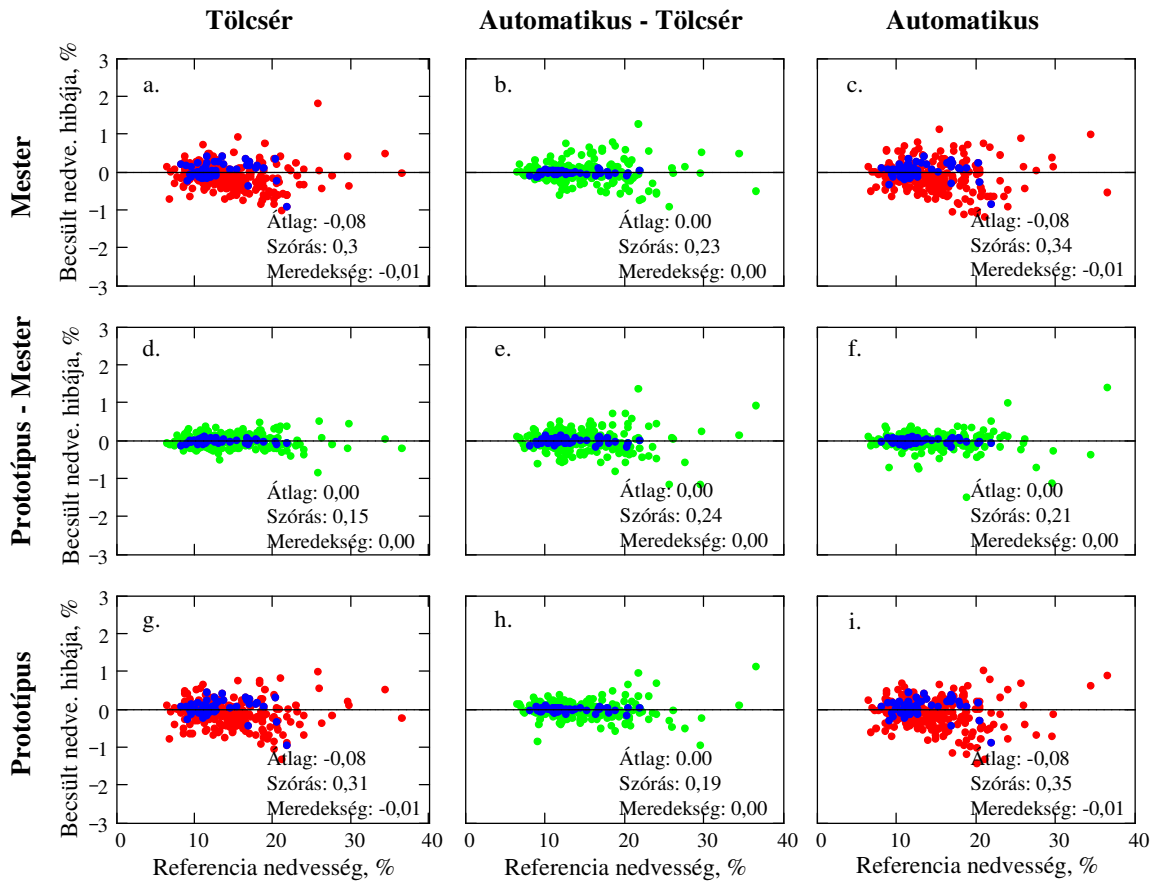 Tölcsér
Automatikus - Tölcsér
Automatikus
Mester
Becsült nedve. hibája, %
3
2
1
0
−1
−2
−3
a.
Átlag: -0,08
Szórás: 0,3
Meredekség: -0,01
b.
Átlag: 0.00
Szórás: 0,23
Meredekség: 0,00
c.
Átlag: -0,08
Szórás: 0,34
Meredekség: -0,01
Prototípus - Mester
Becsült nedve. hibája, %
3
2
1
0
−1
−2
−3
d.
Átlag: 0,00
Szórás: 0,15
Meredekség: 0,00
e.
Átlag: 0,00
Szórás: 0,24
Meredekség: 0,00
f.
Átlag: 0.00
Szórás: 0,21
Meredekség: 0,00
Prototípus
Becsült nedve. hibája, %
3
2
1
0
−1
−2
−3
g.
Átlag: -0,08
Szórás: 0,31
Meredekség: -0,01
h.
Átlag: 0.00
Szórás: 0,19
Meredekség: 0,00
i.
Átlag: -0,08
Szórás: 0,35
Meredekség: -0,01
0 10 20 30 40
10 20 30 0
10 20 30 40
Referencia nedvesség, %
Referencia nedvesség, %
Referencia nedvesség, %